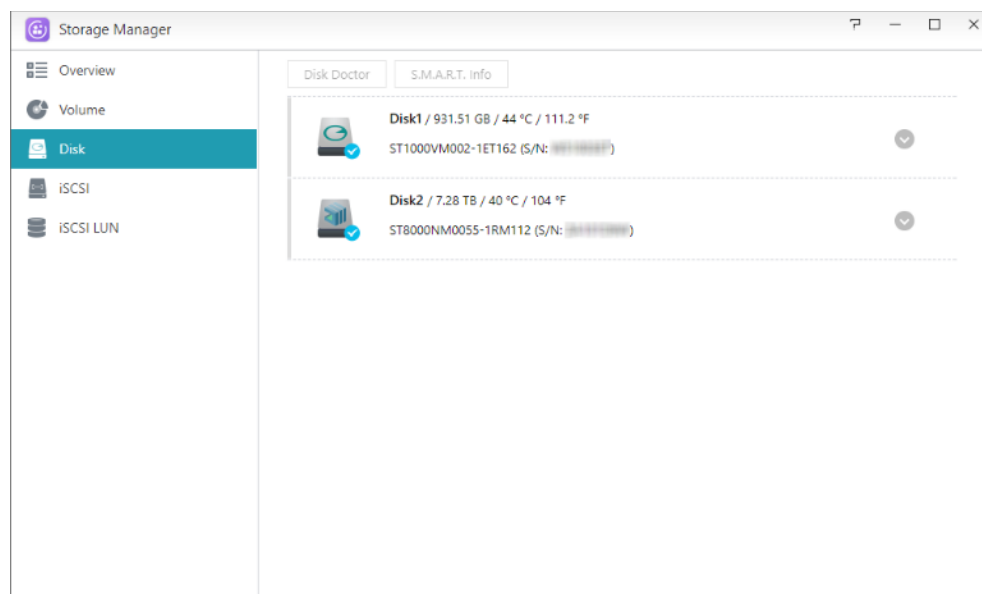 Storage Manager
Overview
Volume
Disk
iSCSI
iSCSI LUN
Disk Doctor
S.M.A.R.T. Info
Disk1 / 931.51 GB / 44 °C / 111.2 °F
ST1000VM002-1ET162 (S/N: )
Disk2 / 7.28 TB / 40 °C / 104 °F
ST8000NM0055-1RM112 (S/N: )